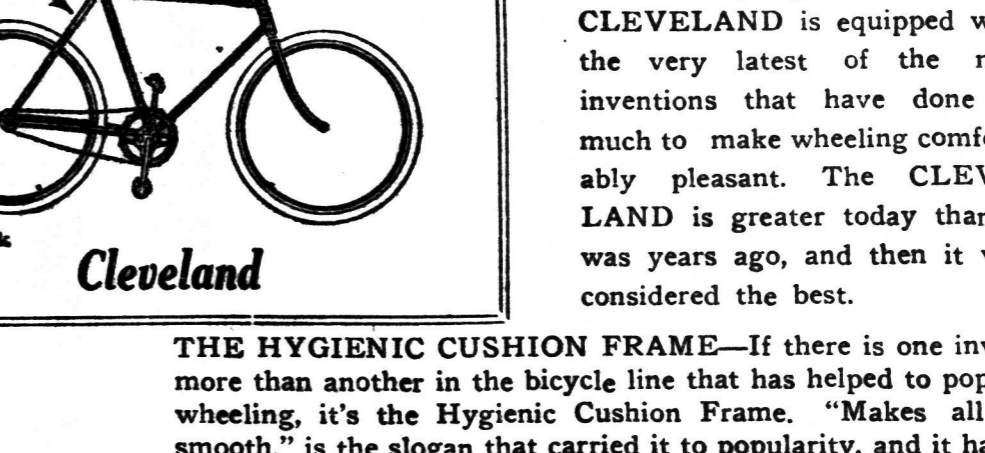 CLEVELAND is equipped w
the very latest of the
inventions that have done
much to make wheeling comf
ably pleasant. The CLEV
LAND is greater today than
was years ago, and then it
considered the best.
Cleveland
THE HYGIENIC CUSHION FRAME—If there is one inv
more than another in the bicycle line that has helped to pop
wheeling, it's the Hygienic Cushion Frame. "Makes all
smooth," is the slogan that carried it to popularity, and it ha